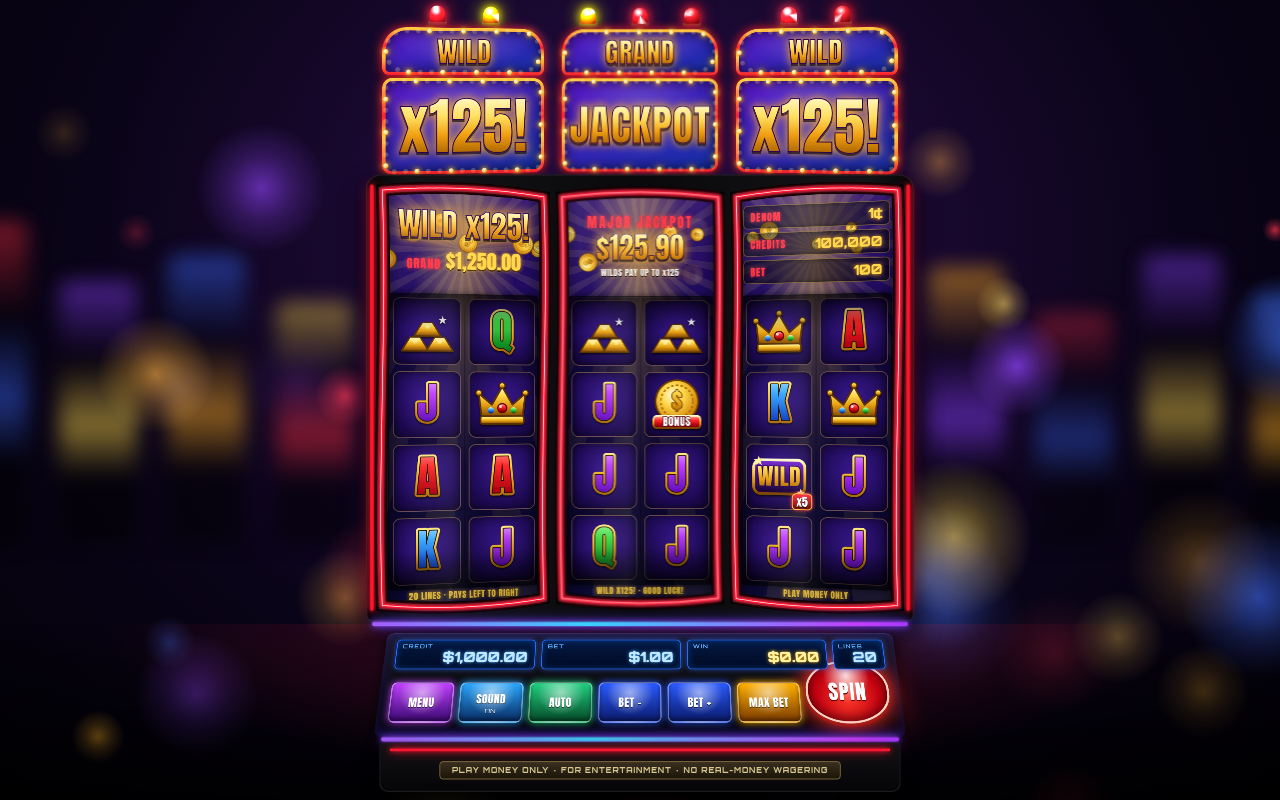 WILD
GRAND
WILD
x125!
JACKPOT
x125!
WILD x125!
GRAND $1,250.00
MAJOR JACKPOT
$125.90
WILDS PAY UP TO x125
DENOM 1¢
CREDITS 100,000
BET 100
Q
A
J
J
BONUS
K
A
A
J
J
WILD
x5
J
K
J
Q
J
J
J
20 LINES · PAYS LEFT TO RIGHT
WILD X125! · GOOD LUCK!
PLAY MONEY ONLY
CREDIT
$1,000.00
BET
$1.00
WIN
$0.00
LINES
20
MENU
SOUND
ON
AUTO
BET -
BET +
MAX BET
SPIN
PLAY MONEY ONLY · FOR ENTERTAINMENT · NO REAL-MONEY WAGERING